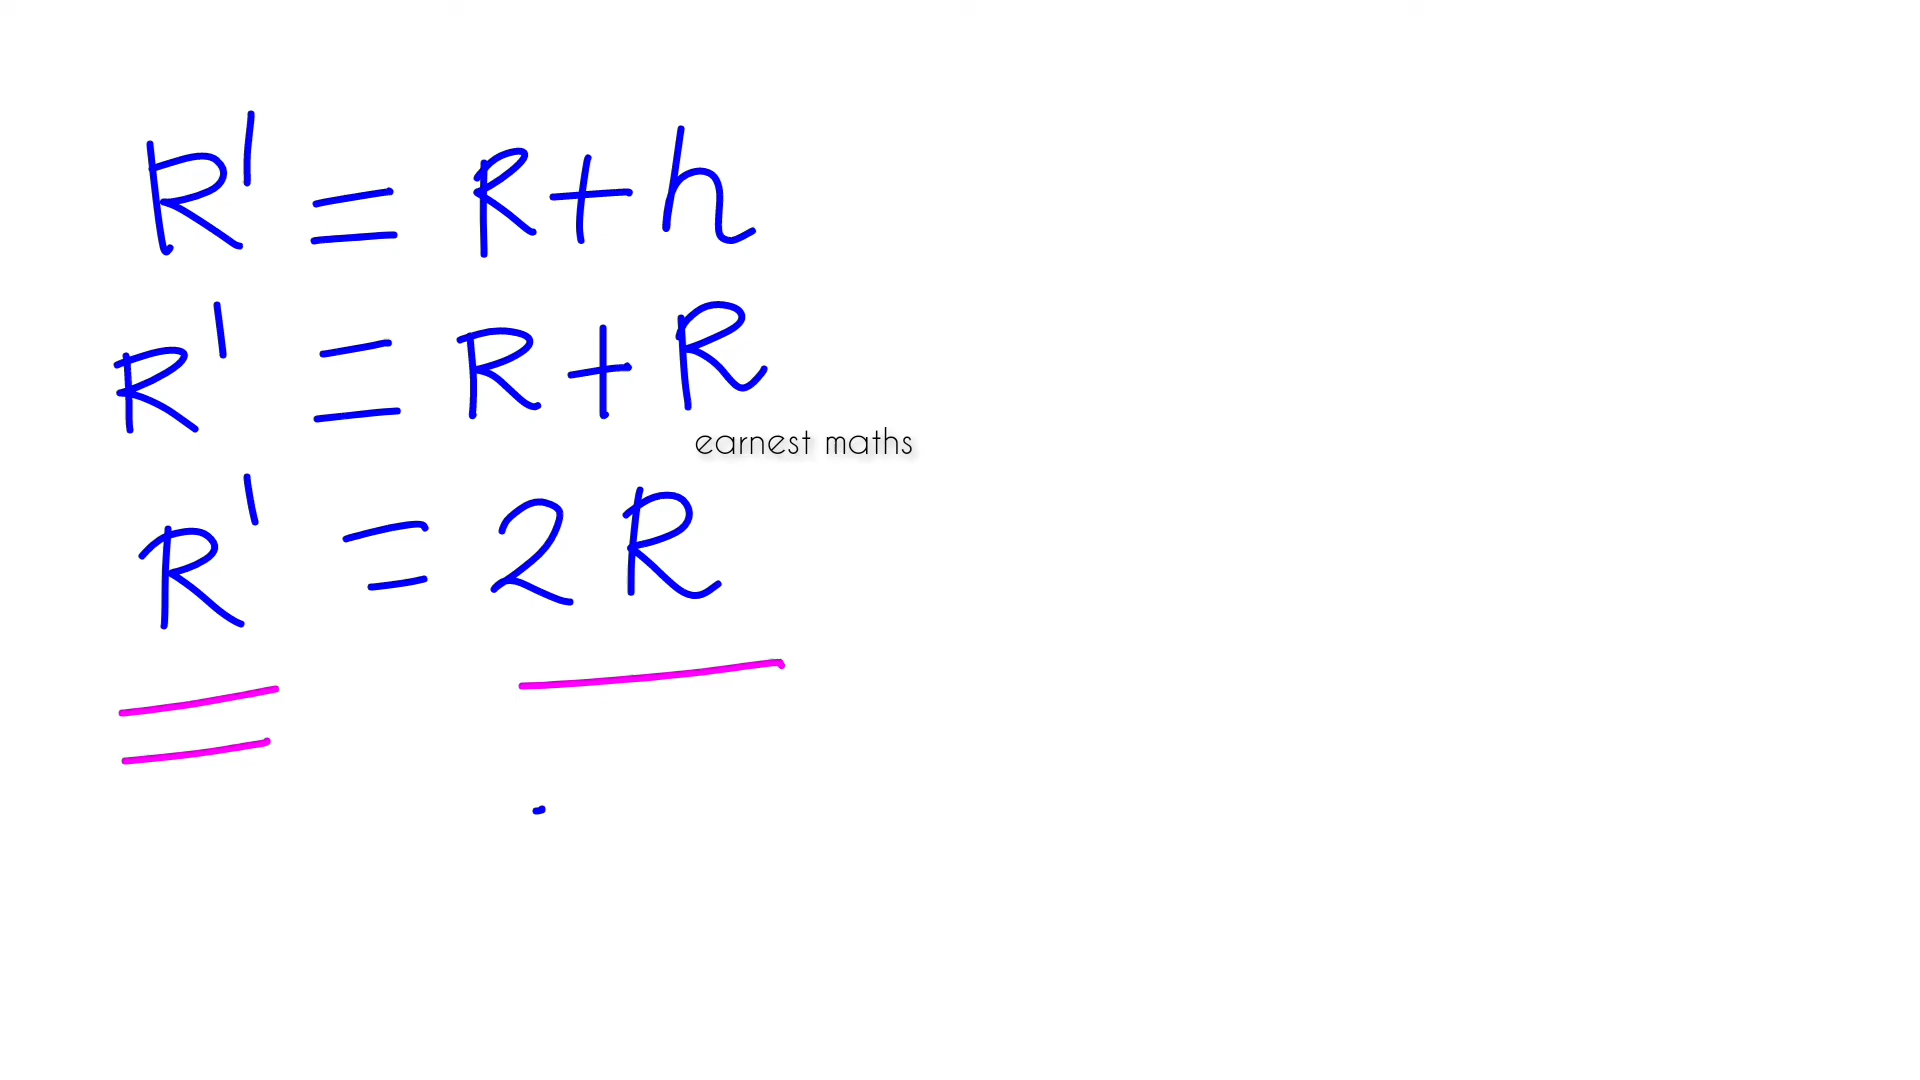 R' = R + h
R' = R + R
earnest maths
R' = 2R